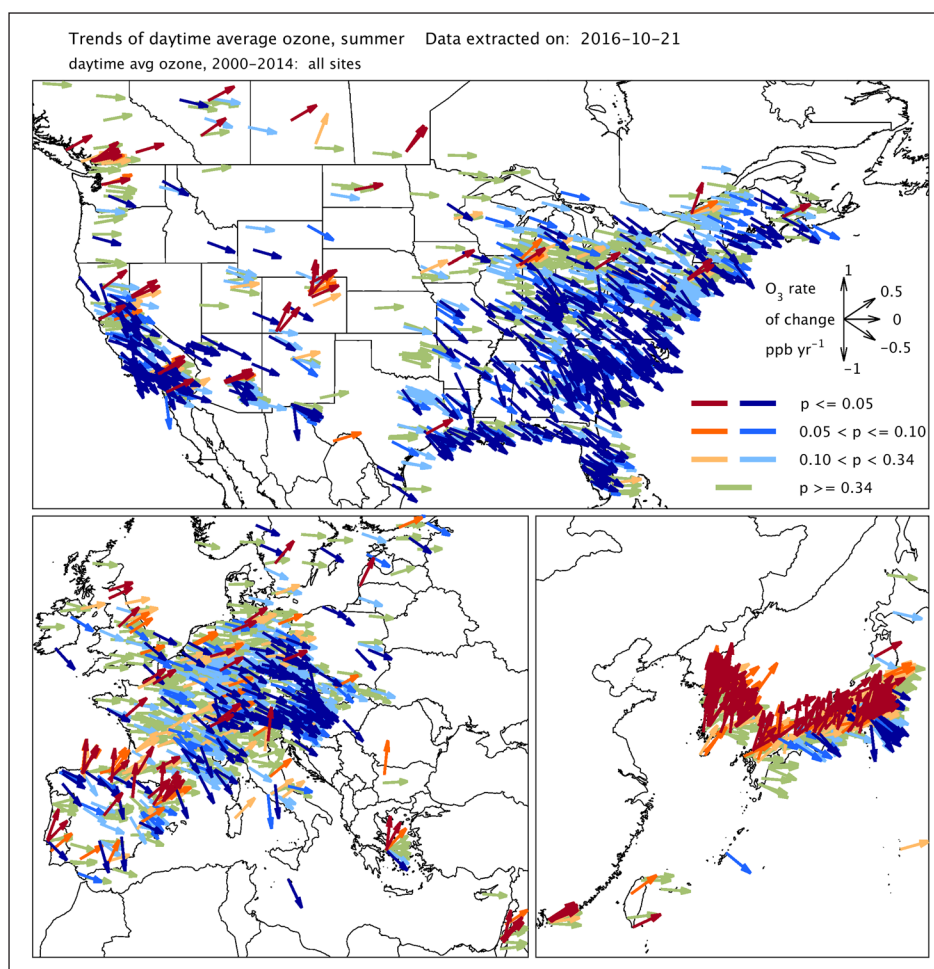 Trends of daytime average ozone, summer Data extracted on: 2016-10-21
daytime avg ozone, 2000-2014: all sites
1
O₃ rate 0.5
of change 0
ppb yr⁻¹ -0.5
-1
p <= 0.05
0.05 < p <= 0.10
0.10 < p < 0.34
p >= 0.34